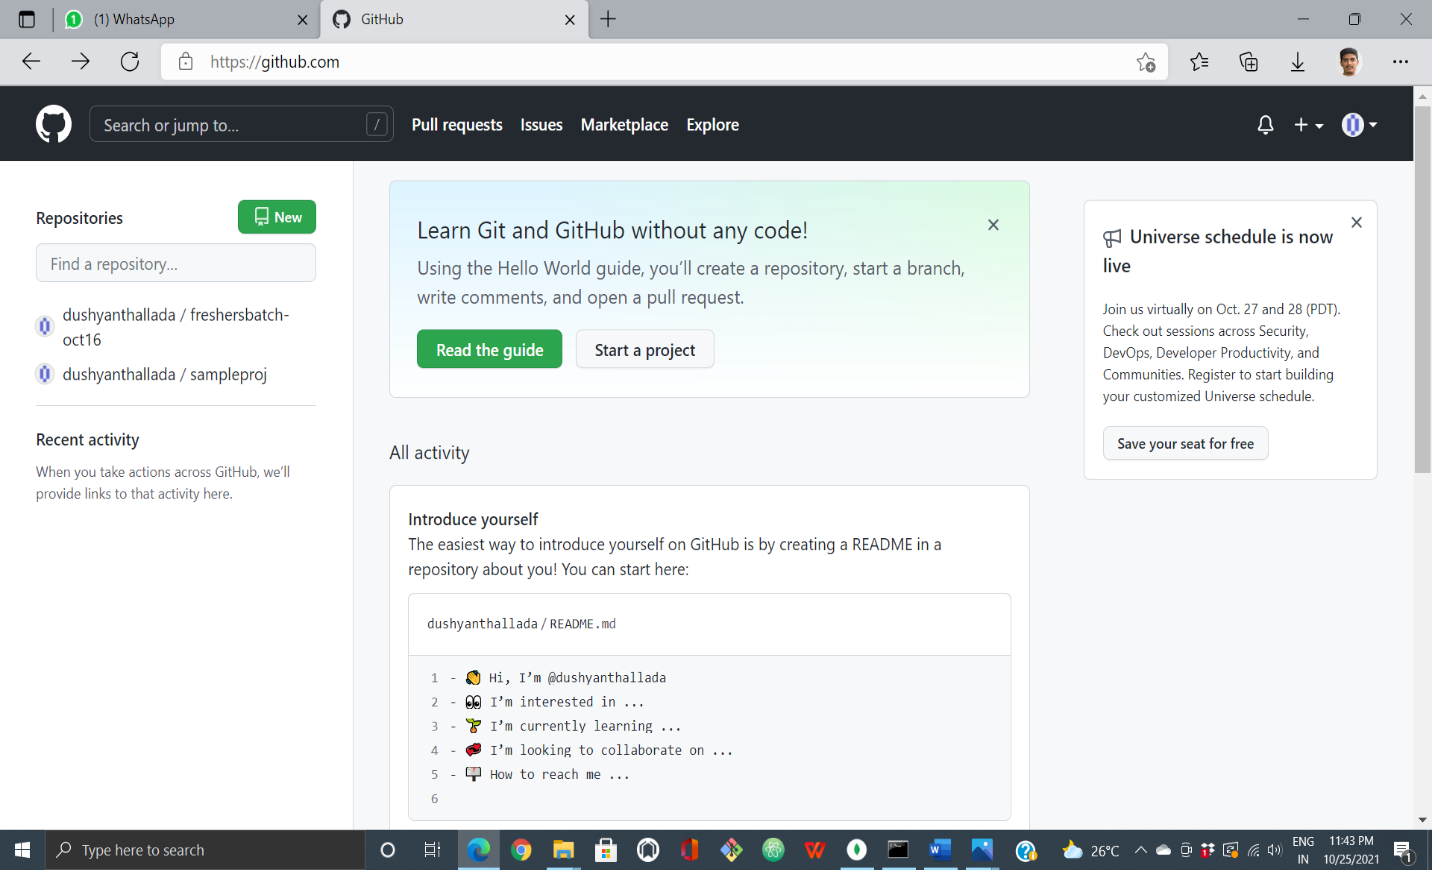 (1) WhatsApp
GitHub
https://github.com
Search or jump to...
/
Pull requests
Issues
Marketplace
Explore
Repositories
New
Find a repository...
dushyanthallada / freshersbatch-
oct16
dushyanthallada / sampleproj
Recent activity
When you take actions across GitHub, we'll
provide links to that activity here.
Learn Git and GitHub without any code!
Using the Hello World guide, you'll create a repository, start a branch,
write comments, and open a pull request.
Read the guide
Start a project
All activity
Introduce yourself
The easiest way to introduce yourself on GitHub is by creating a README in a
repository about you! You can start here:
dushyanthallada / README.md
1 - 👋 Hi, I'm @dushyanthallada
2 - 👀 I'm interested in ...
3 - 🌱 I'm currently learning ...
4 - 💞️ I'm looking to collaborate on ...
5 - 📫 How to reach me ...
6
Universe schedule is now
live
Join us virtually on Oct. 27 and 28 (PDT).
Check out sessions across Security,
DevOps, Developer Productivity, and
Communities. Register to start building
your customized Universe schedule.
Save your seat for free
Type here to search
26°C
ENG
IN
11:43 PM
10/25/2021
1